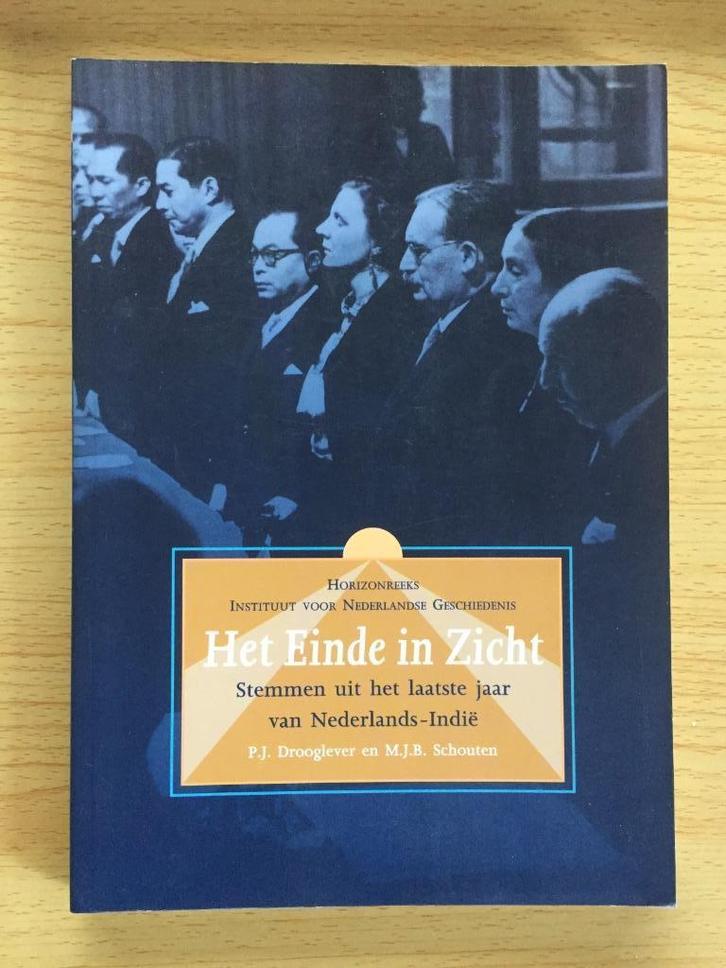 Horizonreeks
Instituut voor Nederlandse Geschiedenis
Het Einde in Zicht
Stemmen uit het laatste jaar
van Nederlands-Indië
P.J. Drooglever en M.J.B. Schouten